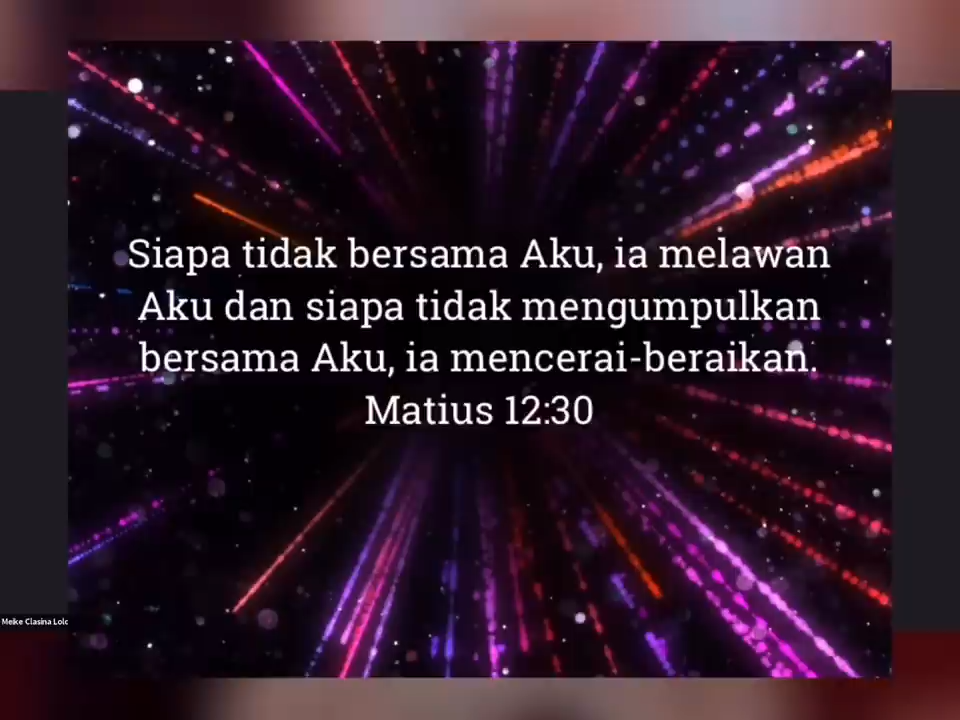 Siapa tidak bersama Aku, ia melawan
Aku dan siapa tidak mengumpulkan
bersama Aku, ia mencerai-beraikan.
Matius 12:30
Meike Clasina Lolo